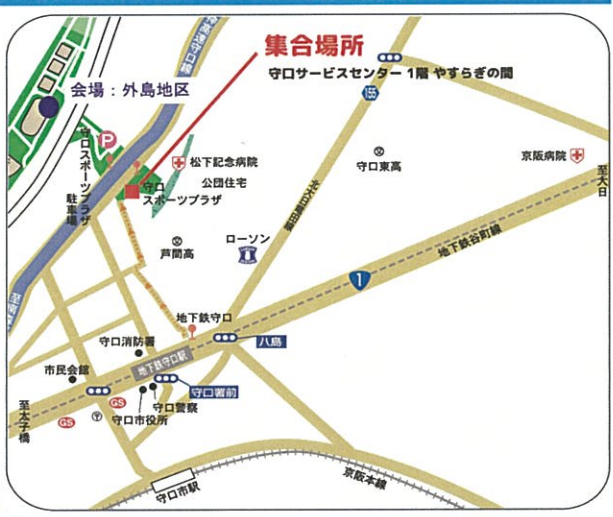 集合場所
守口サービスセンター 1階 やすらぎの間
会場：外島地区
155
守口東高
京阪病院
至大日
P
松下記念病院
公団住宅
守口
スポーツプラザ
守口スポーツプラザ
駐車場
芦間高
ローソン
地下鉄谷町線
1
地下鉄守口
八島
守口消防署
地下鉄守口駅
市民会館
守口署前
守口警察
守口市役所
GS
GS
至太子橋
守口市駅
京阪本線